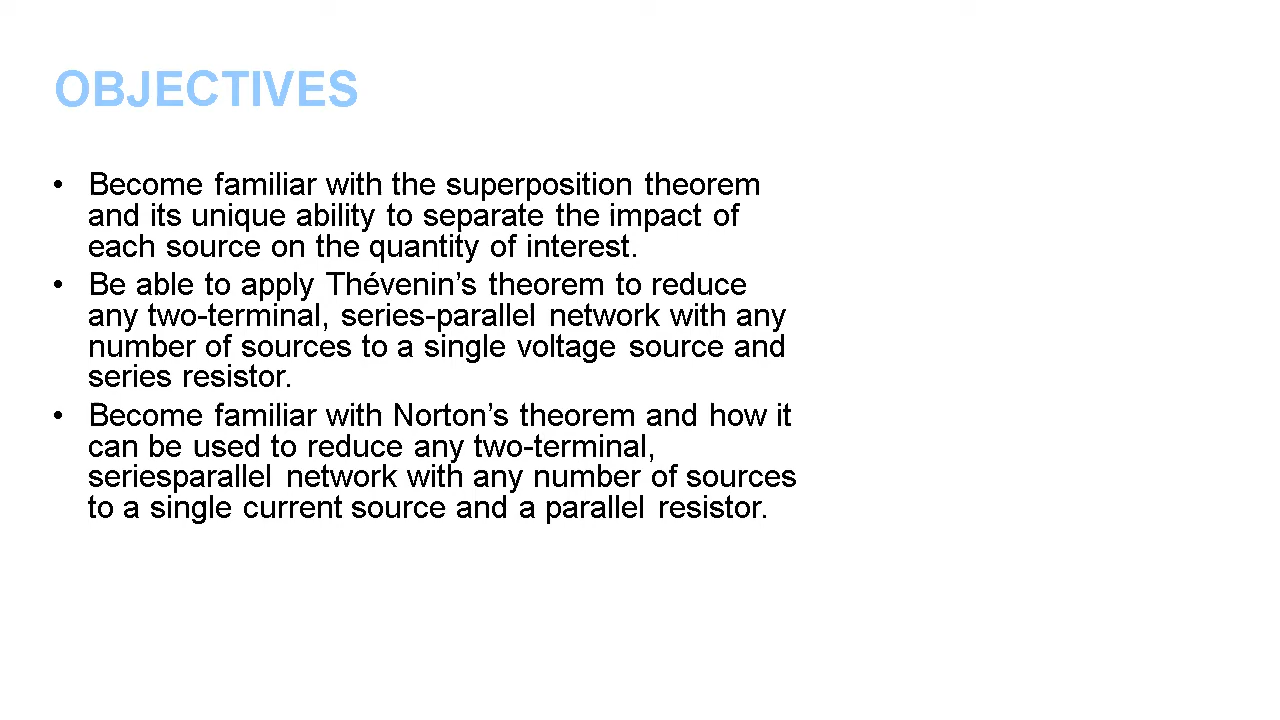 OBJECTIVES
• Become familiar with the superposition theorem
and its unique ability to separate the impact of
each source on the quantity of interest.
• Be able to apply Thévenin’s theorem to reduce
any two-terminal, series-parallel network with any
number of sources to a single voltage source and
series resistor.
• Become familiar with Norton’s theorem and how it
can be used to reduce any two-terminal,
seriesparallel network with any number of sources
to a single current source and a parallel resistor.